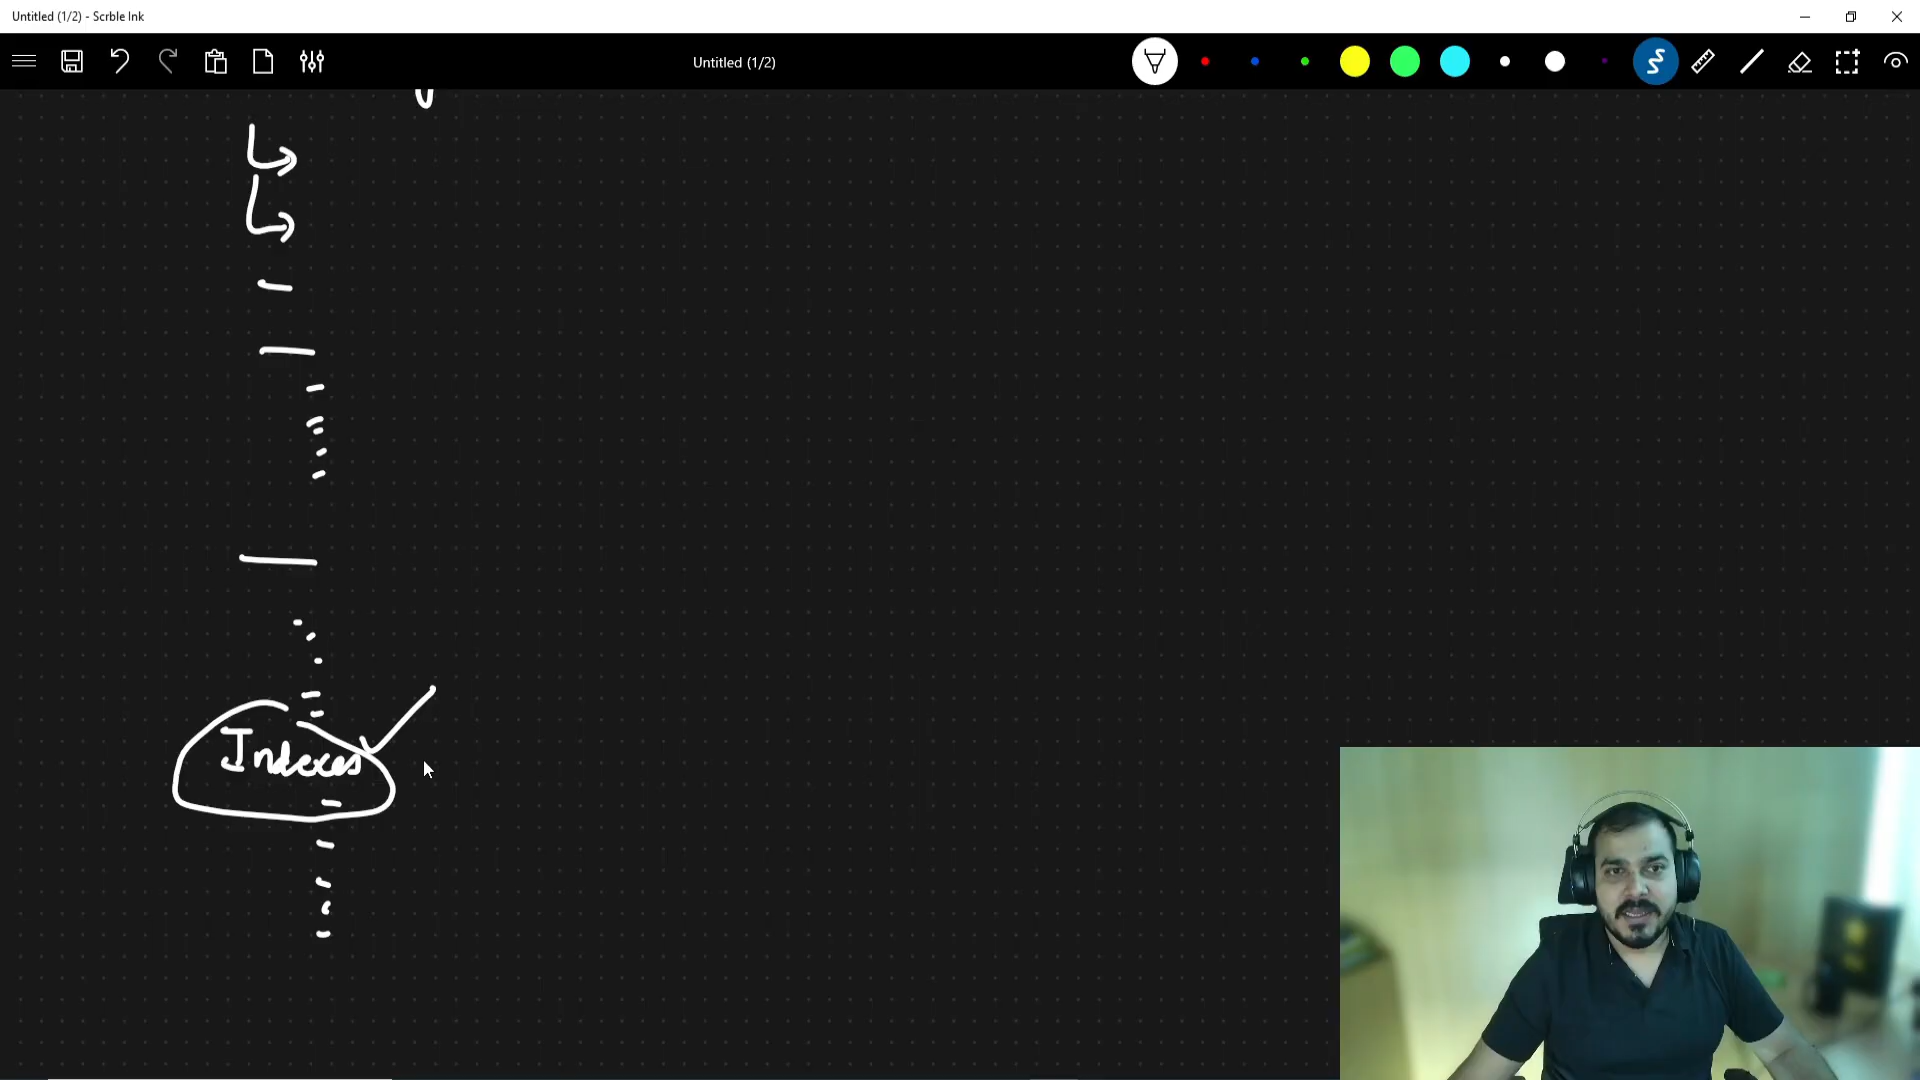 Untitled (1/2) - Scrble Ink
Untitled (1/2)
Indexes